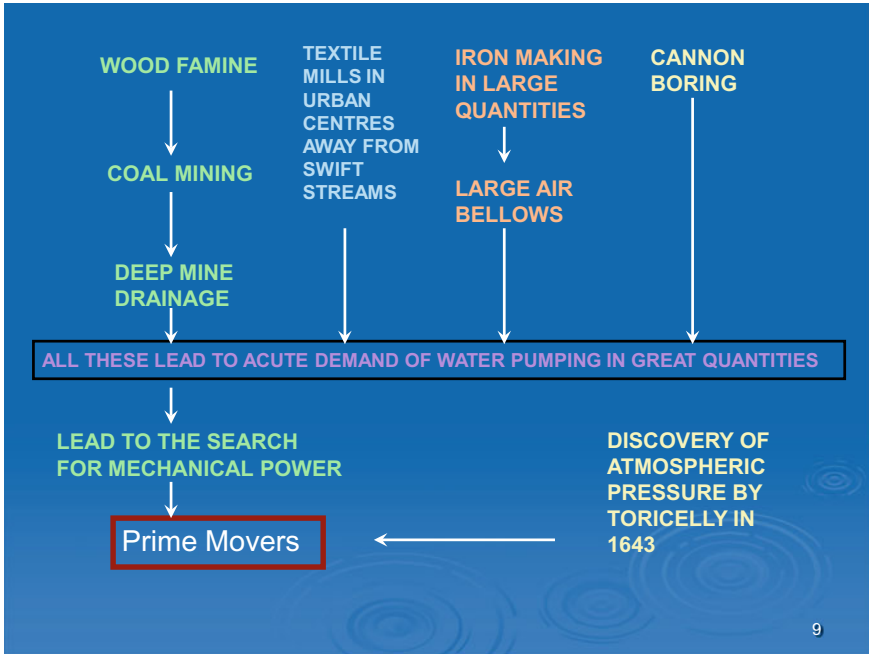 WOOD FAMINE
COAL MINING
DEEP MINE
DRAINAGE
TEXTILE
MILLS IN
URBAN
CENTRES
AWAY FROM
SWIFT
STREAMS
IRON MAKING
IN LARGE
QUANTITIES
LARGE AIR
BELLOWS
CANNON
BORING
ALL THESE LEAD TO ACUTE DEMAND OF WATER PUMPING IN GREAT QUANTITIES
LEAD TO THE SEARCH
FOR MECHANICAL POWER
Prime Movers
DISCOVERY OF
ATMOSPHERIC
PRESSURE BY
TORICELLY IN
1643
9